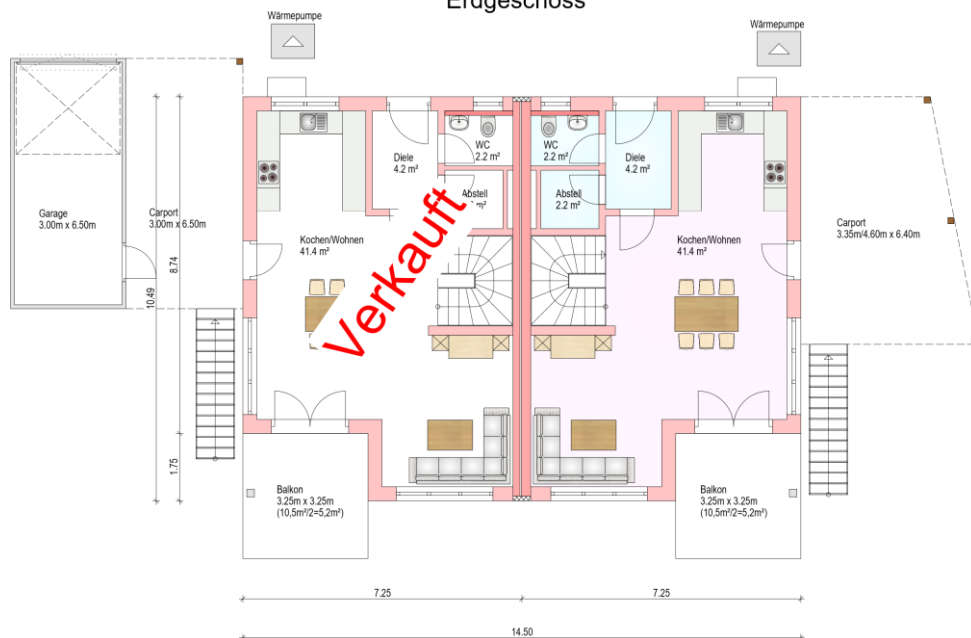 Erdgeschoss
Wärmepumpe
Wärmepumpe
WC
2.2 m²
WC
2.2 m²
Diele
4.2 m²
Diele
4.2 m²
Abstell
m²
Abstell
2.2 m²
Garage
3.00m x 6.50m
Carport
3.00m x 6.50m
Carport
3.35m/4.60m x 6.40m
Kochen/Wohnen
41.4 m²
Kochen/Wohnen
41.4 m²
Verkauft
8.74
10.49
1.75
Balkon
3.25m x 3.25m
(10,5m²/2=5,2m²)
Balkon
3.25m x 3.25m
(10,5m²/2=5,2m²)
7.25
7.25
14.50